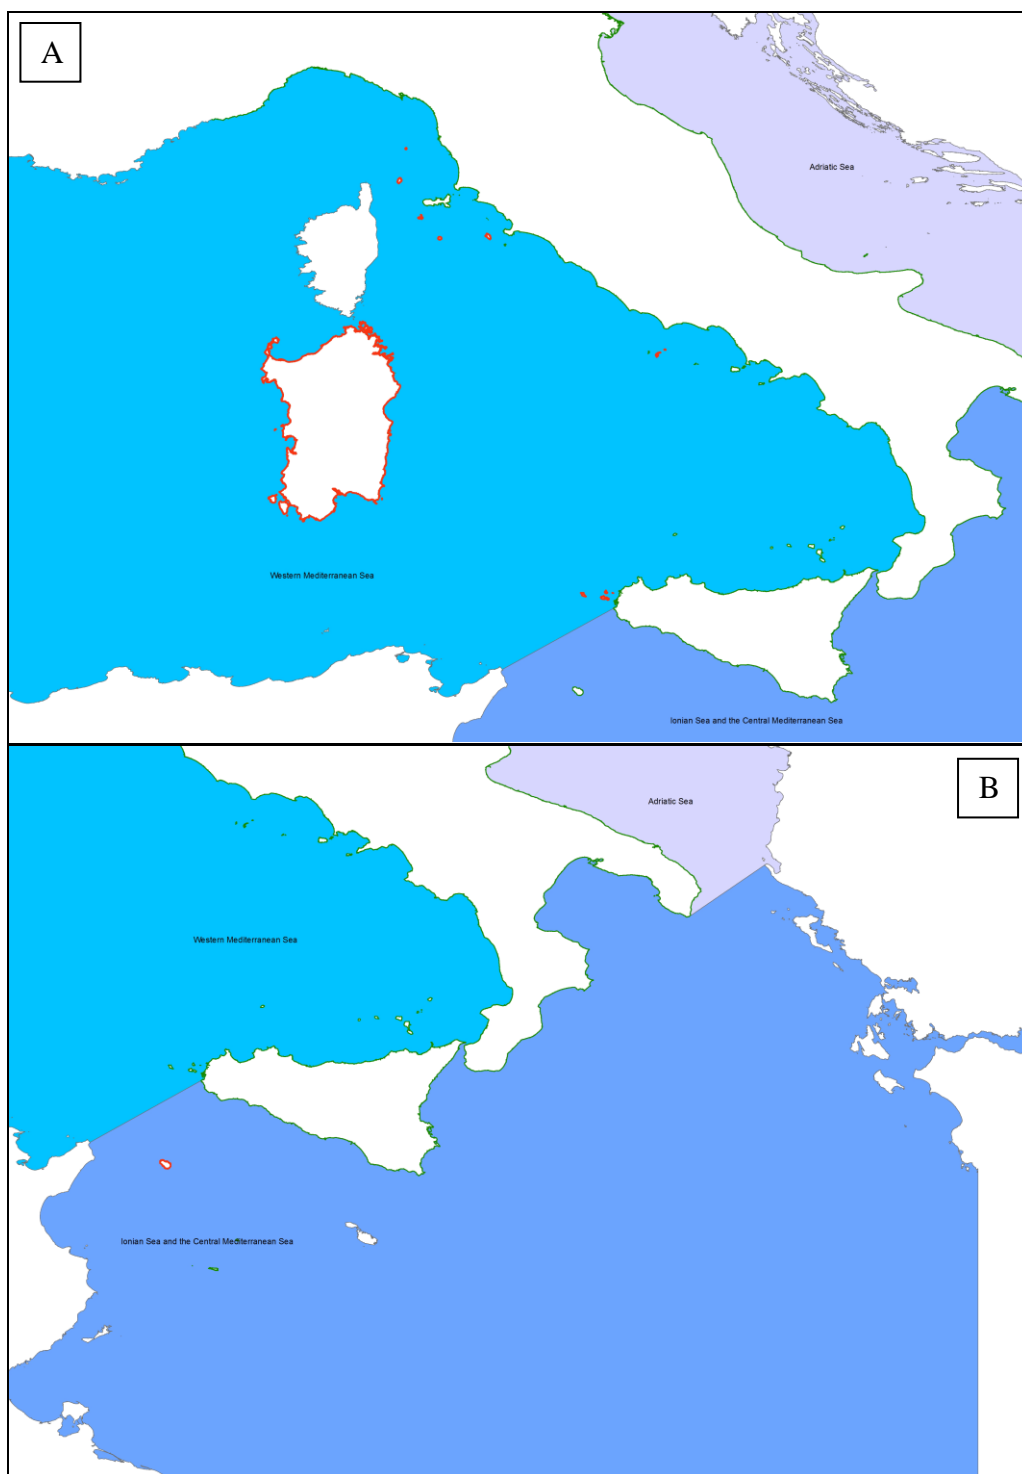 A
Adriatic Sea
Western Mediterranean Sea
Ionian Sea and the Central Mediterranean Sea
B
Adriatic Sea
Western Mediterranean Sea
Ionian Sea and the Central Mediterranean Sea